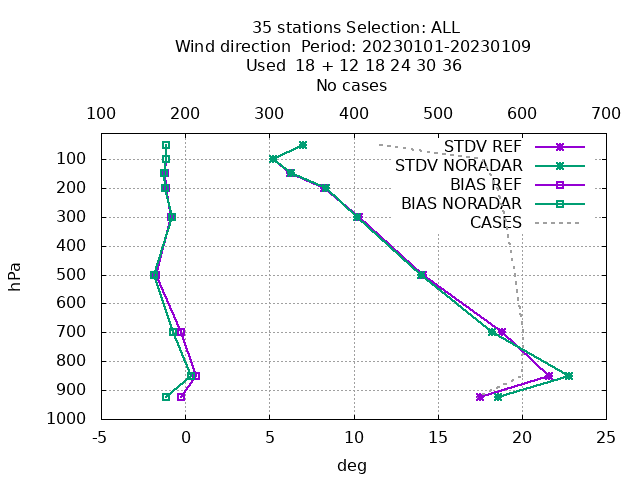 35 stations Selection: ALL
Wind direction  Period: 20230101-20230109
Used  18 + 12 18 24 30 36
No cases
100 200 300 400 500 600 700
STDV REF
STDV NORADAR
BIAS REF
BIAS NORADAR
CASES
hPa
100
200
300
400
500
600
700
800
900
1000
-5 0 5 10 15 20 25
deg